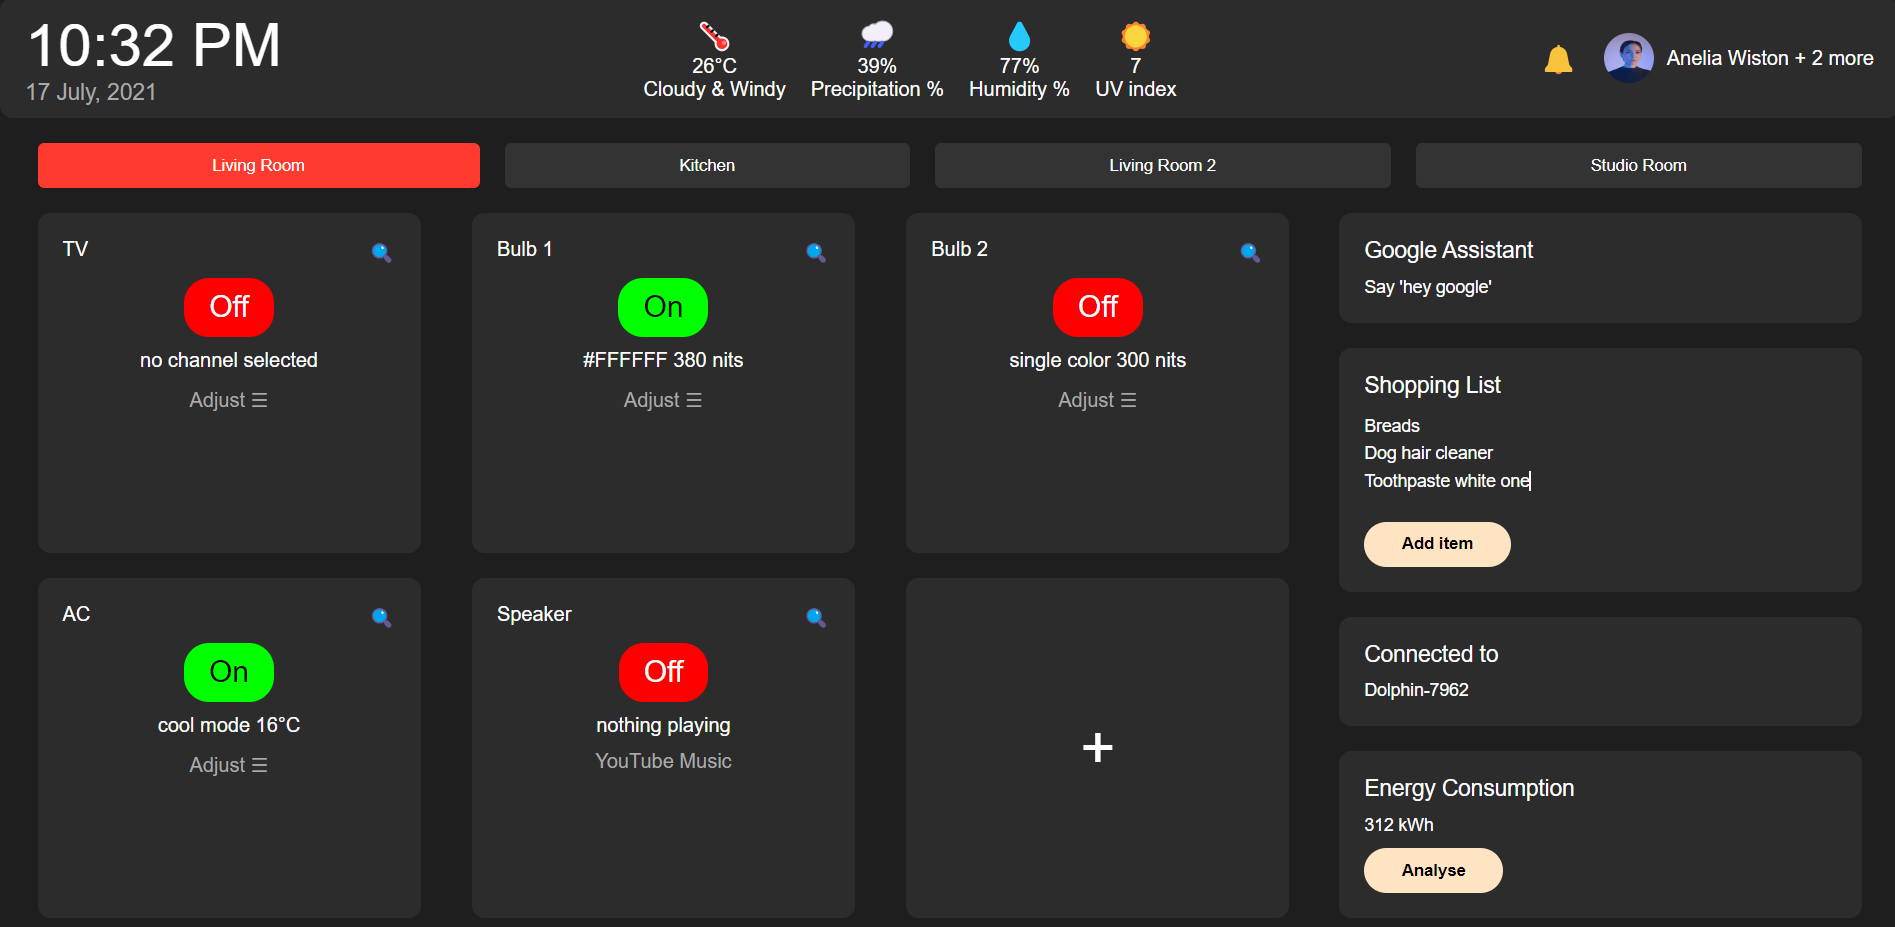 10:32 PM
17 July, 2021
26°C
Cloudy & Windy
39%
Precipitation %
77%
Humidity %
7
UV index
Anelia Wiston + 2 more
Living Room
Kitchen
Living Room 2
Studio Room
TV
Off
no channel selected
Adjust ☰
Bulb 1
On
#FFFFFF 380 nits
Adjust ☰
Bulb 2
Off
single color 300 nits
Adjust ☰
AC
On
cool mode 16°C
Adjust ☰
Speaker
Off
nothing playing
YouTube Music
+
Google Assistant
Say 'hey google'
Shopping List
Breads
Dog hair cleaner
Toothpaste white one
Add item
Connected to
Dolphin-7962
Energy Consumption
312 kWh
Analyse